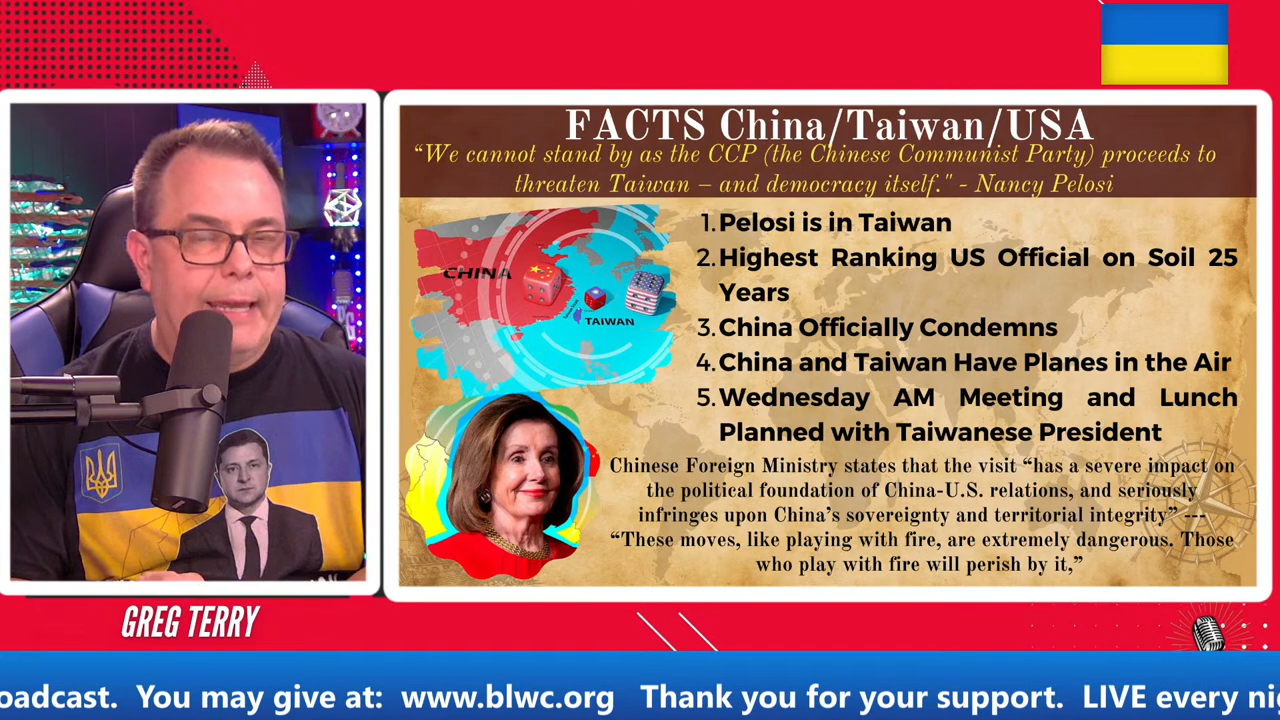 FACTS China/Taiwan/USA
“We cannot stand by as the CCP (the Chinese Communist Party) proceeds to
threaten Taiwan – and democracy itself." - Nancy Pelosi
CHINA
TAIWAN
1. Pelosi is in Taiwan
2. Highest Ranking US Official on Soil 25
Years
3. China Officially Condemns
4. China and Taiwan Have Planes in the Air
5. Wednesday AM Meeting and Lunch
Planned with Taiwanese President
Chinese Foreign Ministry states that the visit “has a severe impact on
the political foundation of China-U.S. relations, and seriously
infringes upon China’s sovereignty and territorial integrity” ---
“These moves, like playing with fire, are extremely dangerous. Those
who play with fire will perish by it,”
GREG TERRY
oadcast. You may give at: www.blwc.org Thank you for your support. LIVE every nig